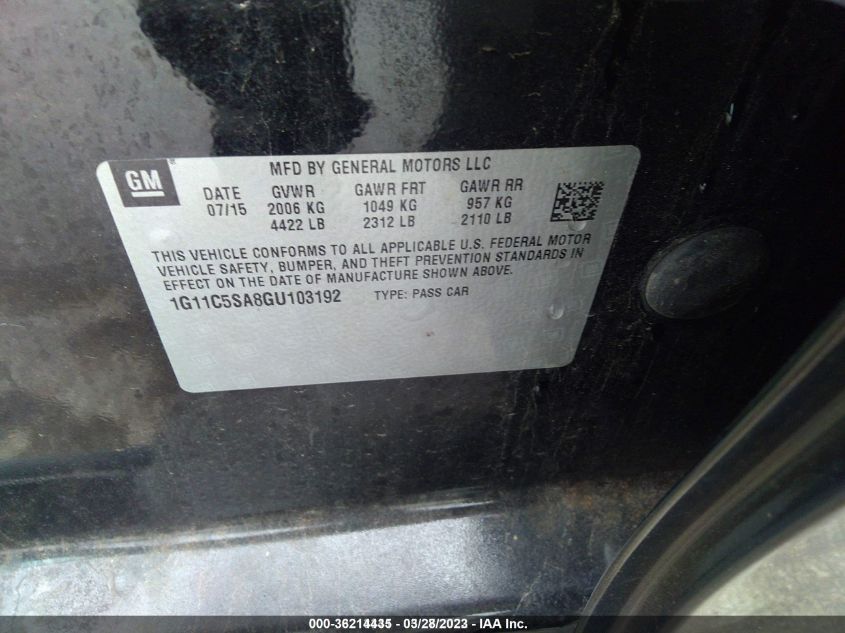 GM
MFD BY GENERAL MOTORS LLC
DATE GVWR GAWR FRT GAWR RR
07/15 2006 KG 1049 KG 957 KG
4422 LB 2312 LB 2110 LB
THIS VEHICLE CONFORMS TO ALL APPLICABLE U.S. FEDERAL MOTOR
VEHICLE SAFETY, BUMPER, AND THEFT PREVENTION STANDARDS IN
EFFECT ON THE DATE OF MANUFACTURE SHOWN ABOVE.
1G11C5SA8GU103192 TYPE: PASS CAR
000-36214435 - 03/28/2023 - IAA Inc.